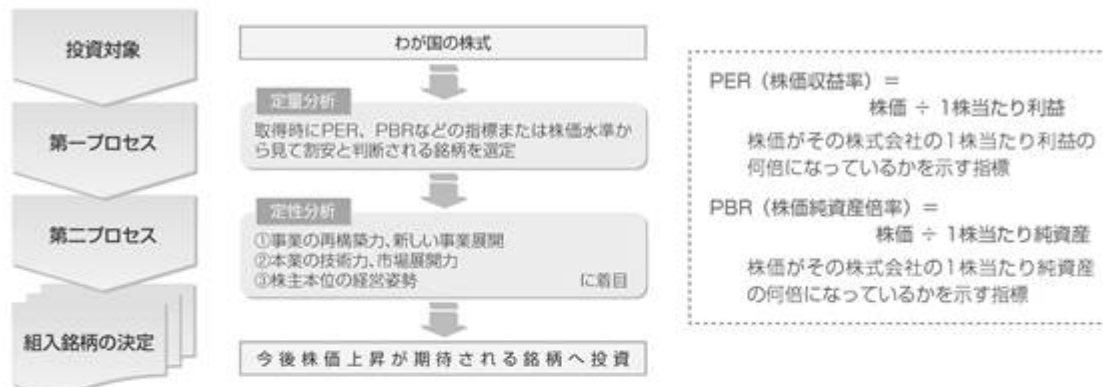 投資対象
わが国の株式
第一プロセス
定量分析
取得時にPER、PBRなどの指標または株価水準か
ら見て割安と判断される銘柄を選定
第二プロセス
定性分析
①事業の再構築力、新しい事業展開
②本業の技術力、市場展開力
③株主本位の経営姿勢 に着目
組入銘柄の決定
今後株価上昇が期待される銘柄へ投資
PER（株価収益率）＝
株価 ÷ 1株当たり利益
株価がその株式会社の1株当たり利益の
何倍になっているかを示す指標
PBR（株価純資産倍率）＝
株価 ÷ 1株当たり純資産
株価がその株式会社の1株当たり純資産
の何倍になっているかを示す指標